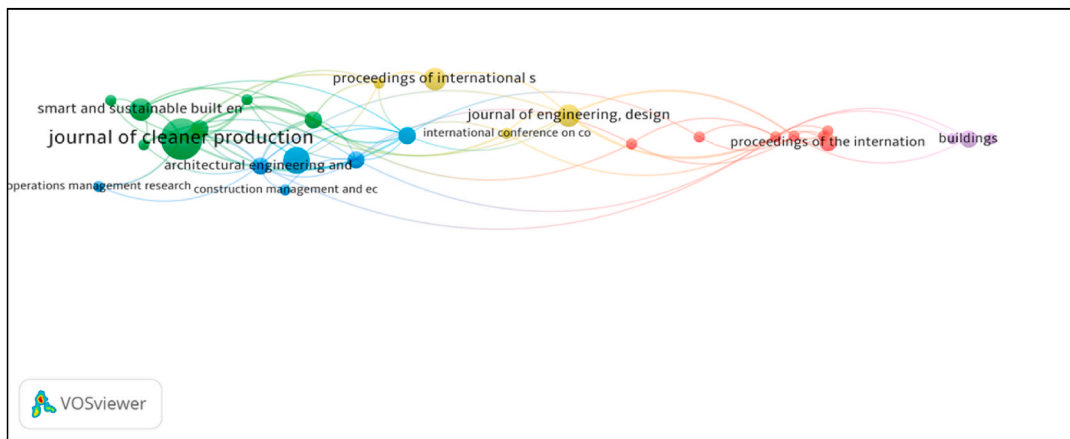 proceedings of international s
smart and sustainable built en
journal of engineering, design
journal of cleaner production
international conference on co
proceedings of the internation
buildings
architectural engineering and
operations management research
construction management and ec
VOSviewer